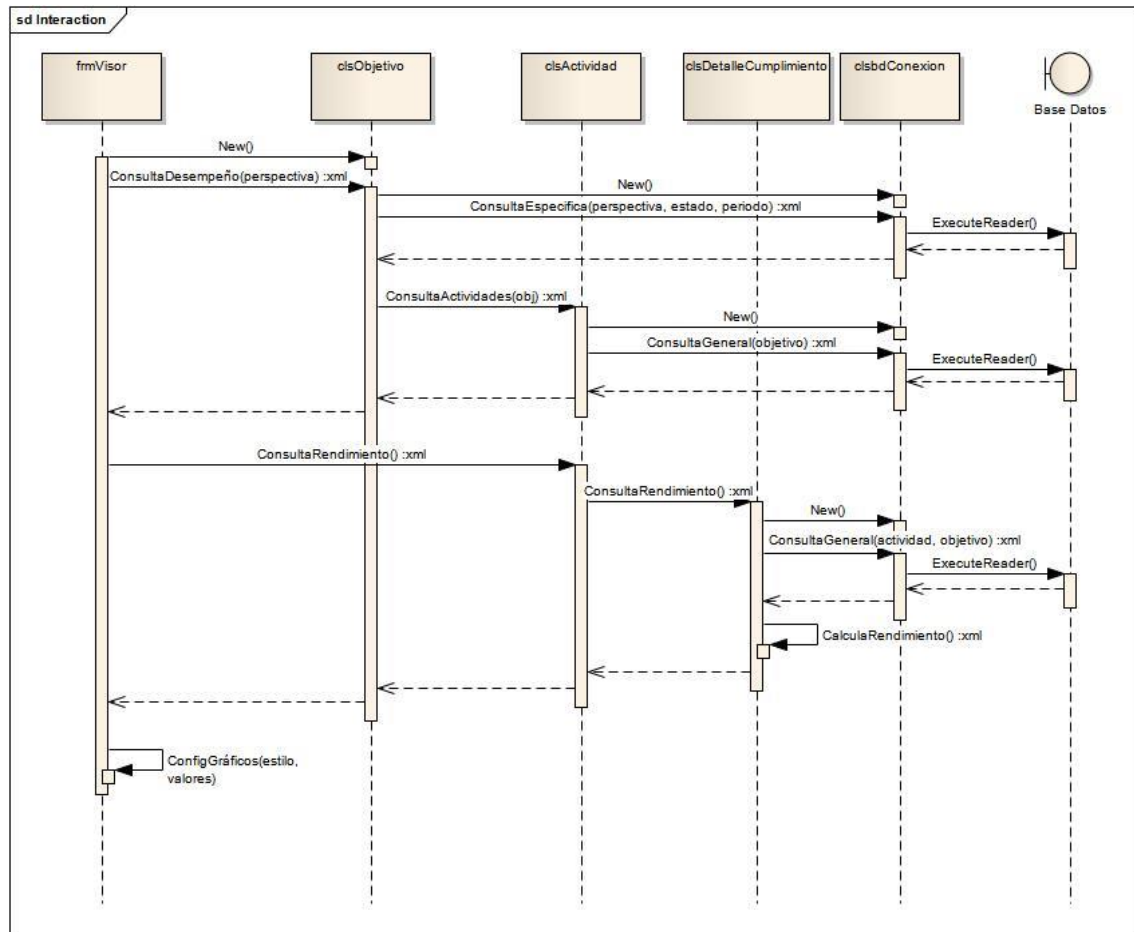 sd Interaction
frmVisor
clsObjetivo
clsActividad
clsDetalleCumplimiento
clsbdConexion
Base Datos
New()
ConsultaDesempeño(perspectiva) :xml
New()
ConsultaEspecifica(perspectiva, estado, periodo) :xml
ExecuteReader()
ConsultaActividades(obj) :xml
New()
ConsultaGeneral(objetivo) :xml
ExecuteReader()
ConsultaRendimiento() :xml
ConsultaRendimiento() :xml
New()
ConsultaGeneral(actividad, objetivo) :xml
ExecuteReader()
CalculaRendimiento() :xml
ConfigGráficos(estilo,
valores)